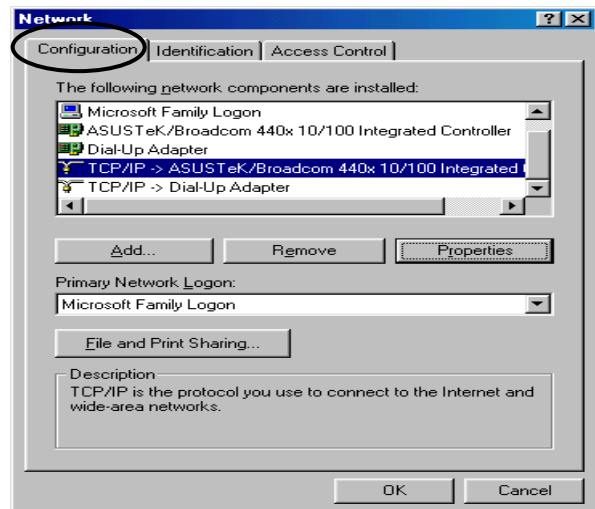 Network
Configuration Identification Access Control
The following network components are installed:
Microsoft Family Logon
ASUSTeK/Broadcom 440x 10/100 Integrated Controller
Dial-Up Adapter
TCP/IP -> ASUSTeK/Broadcom 440x 10/100 Integrated
TCP/IP -> Dial-Up Adapter
Add... Remove Properties
Primary Network Logon:
Microsoft Family Logon
File and Print Sharing...
Description
TCP/IP is the protocol you use to connect to the Internet and
wide-area networks.
OK Cancel